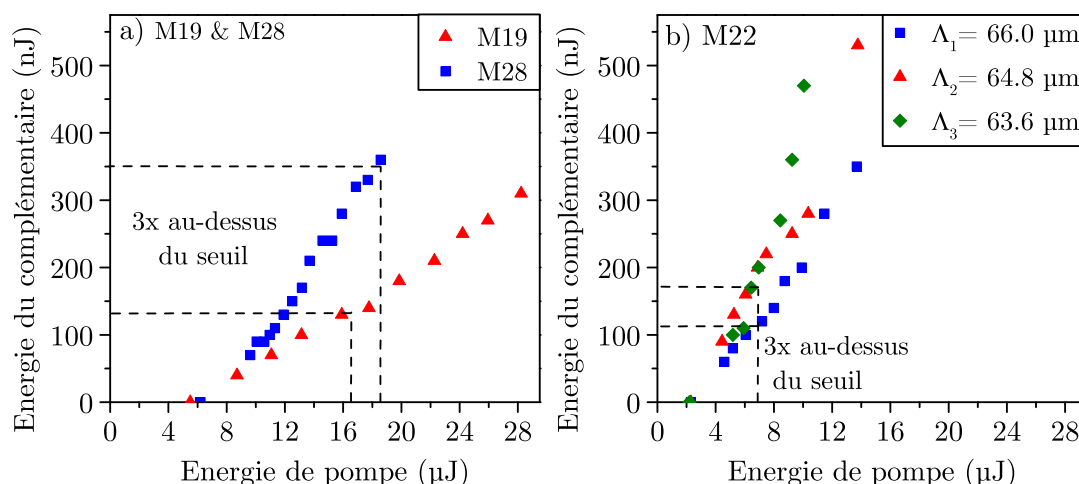 a) M19 & M28
M19
M28
Energie du complémentaire (nJ)
500
400
300
200
100
0
3x au-dessus
du seuil
0 4 8 12 16 20 24 28
Energie de pompe (µJ)
b) M22
Λ₁= 66.0 µm
Λ₂= 64.8 µm
Λ₃= 63.6 µm
Energie du complémentaire (nJ)
500
400
300
200
100
0
3x au-dessus
du seuil
0 4 8 12 16 20 24 28
Energie de pompe (µJ)